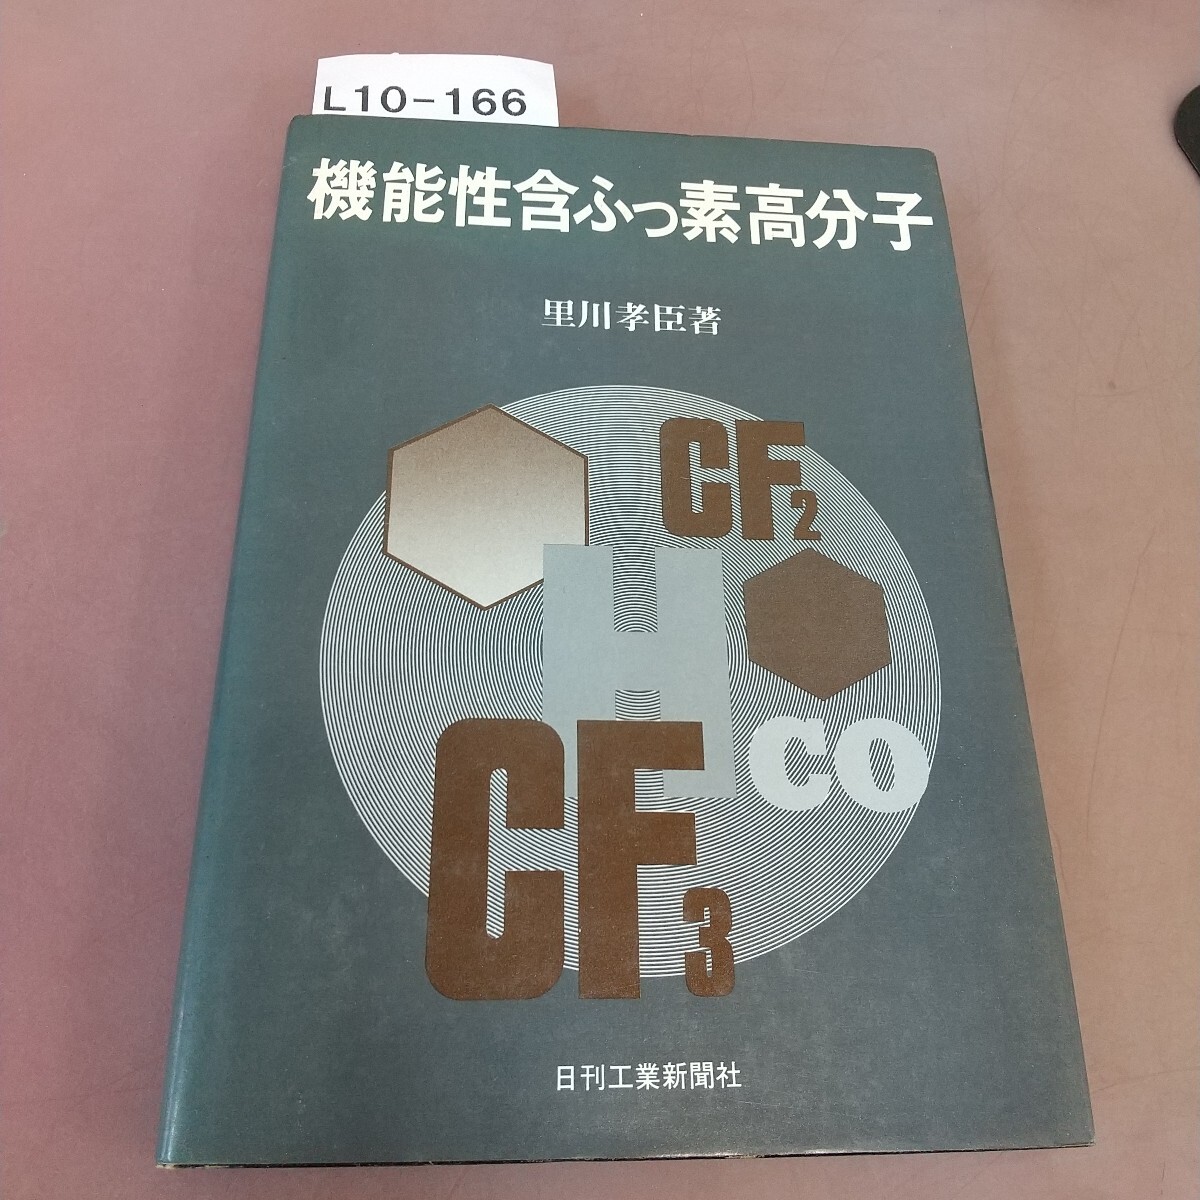 L10-166
機能性含ふっ素高分子
里川孝臣著
CF2
H
CO
CF3
日刊工業新聞社